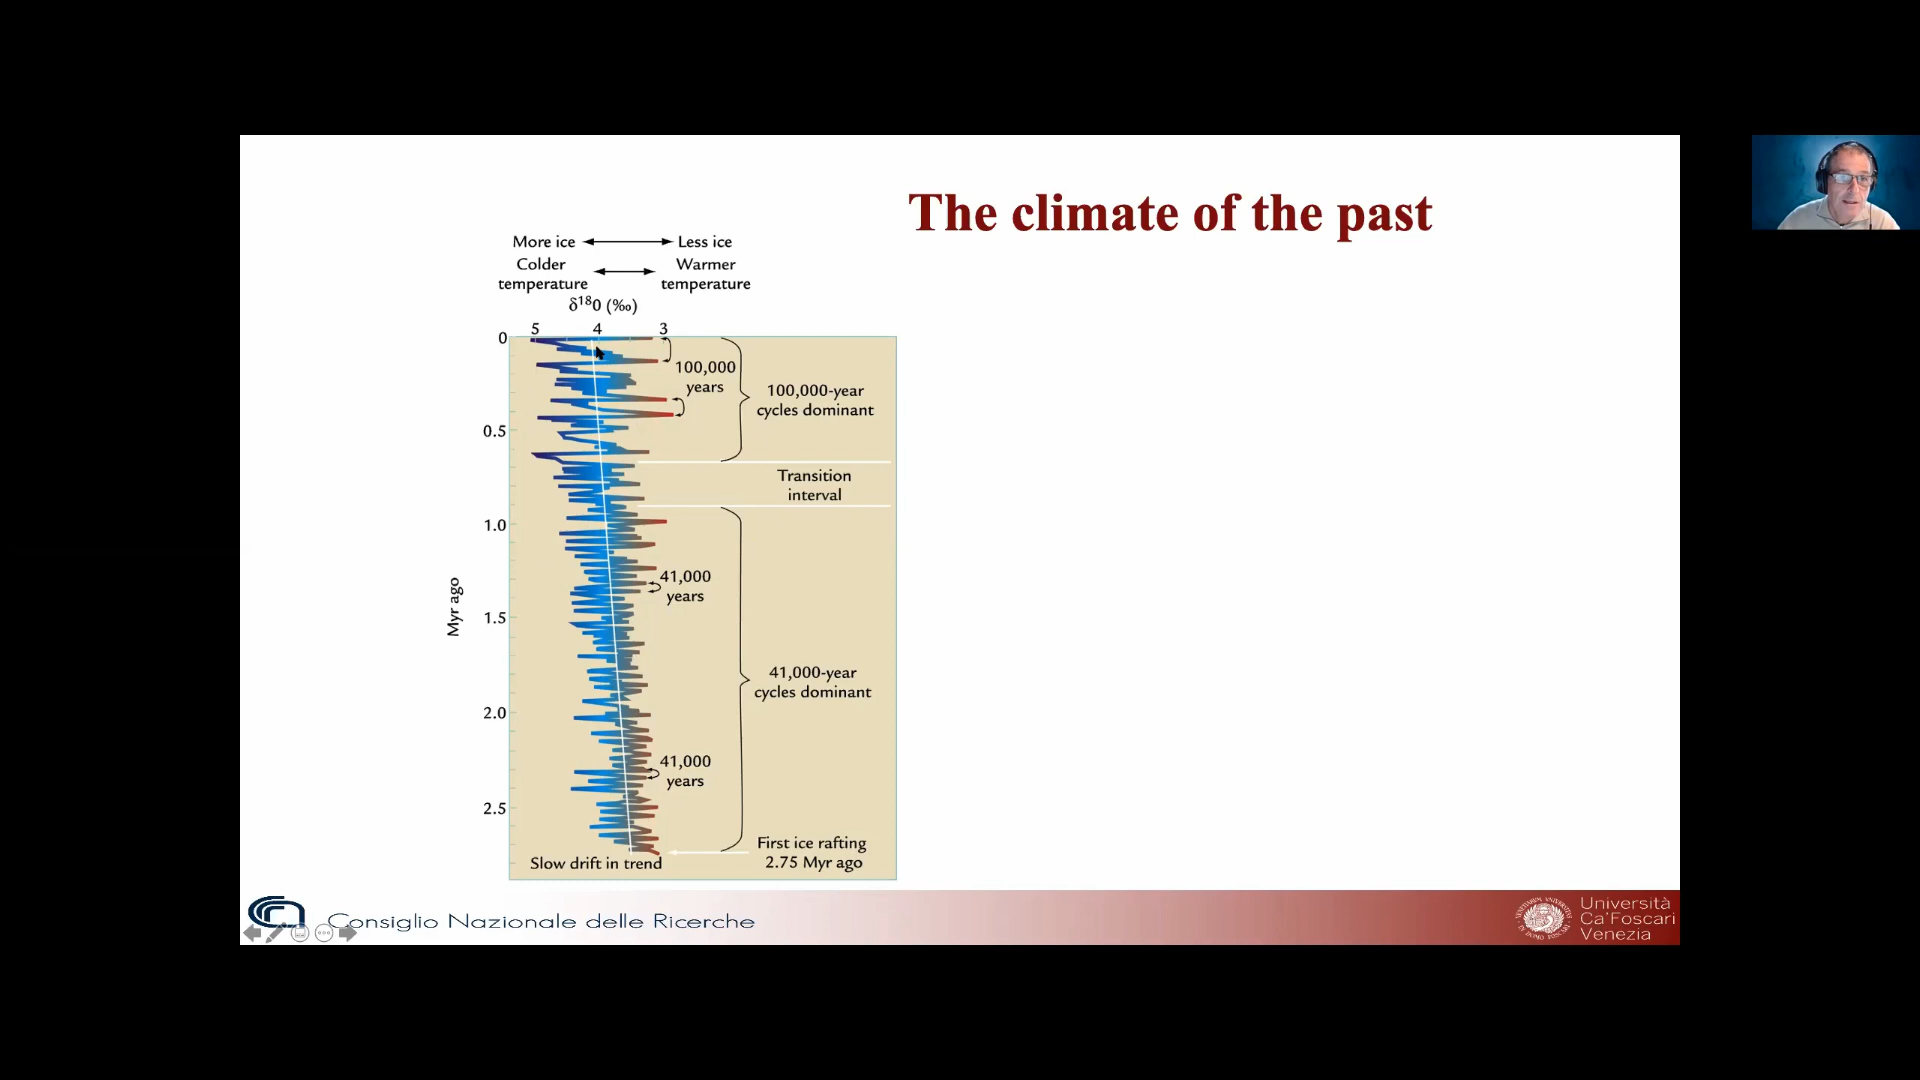 The climate of the past
More ice Less ice
Colder Warmer
temperature temperature
δ¹⁸0 (‰)
5 4 3
0
100,000
years
100,000-year
cycles dominant
0.5
Transition
interval
1.0
41,000
years
Myr ago
1.5
41,000-year
cycles dominant
2.0
41,000
years
2.5
First ice rafting
2.75 Myr ago
Slow drift in trend
Consiglio Nazionale delle Ricerche
Università
Ca'Foscari
Venezia